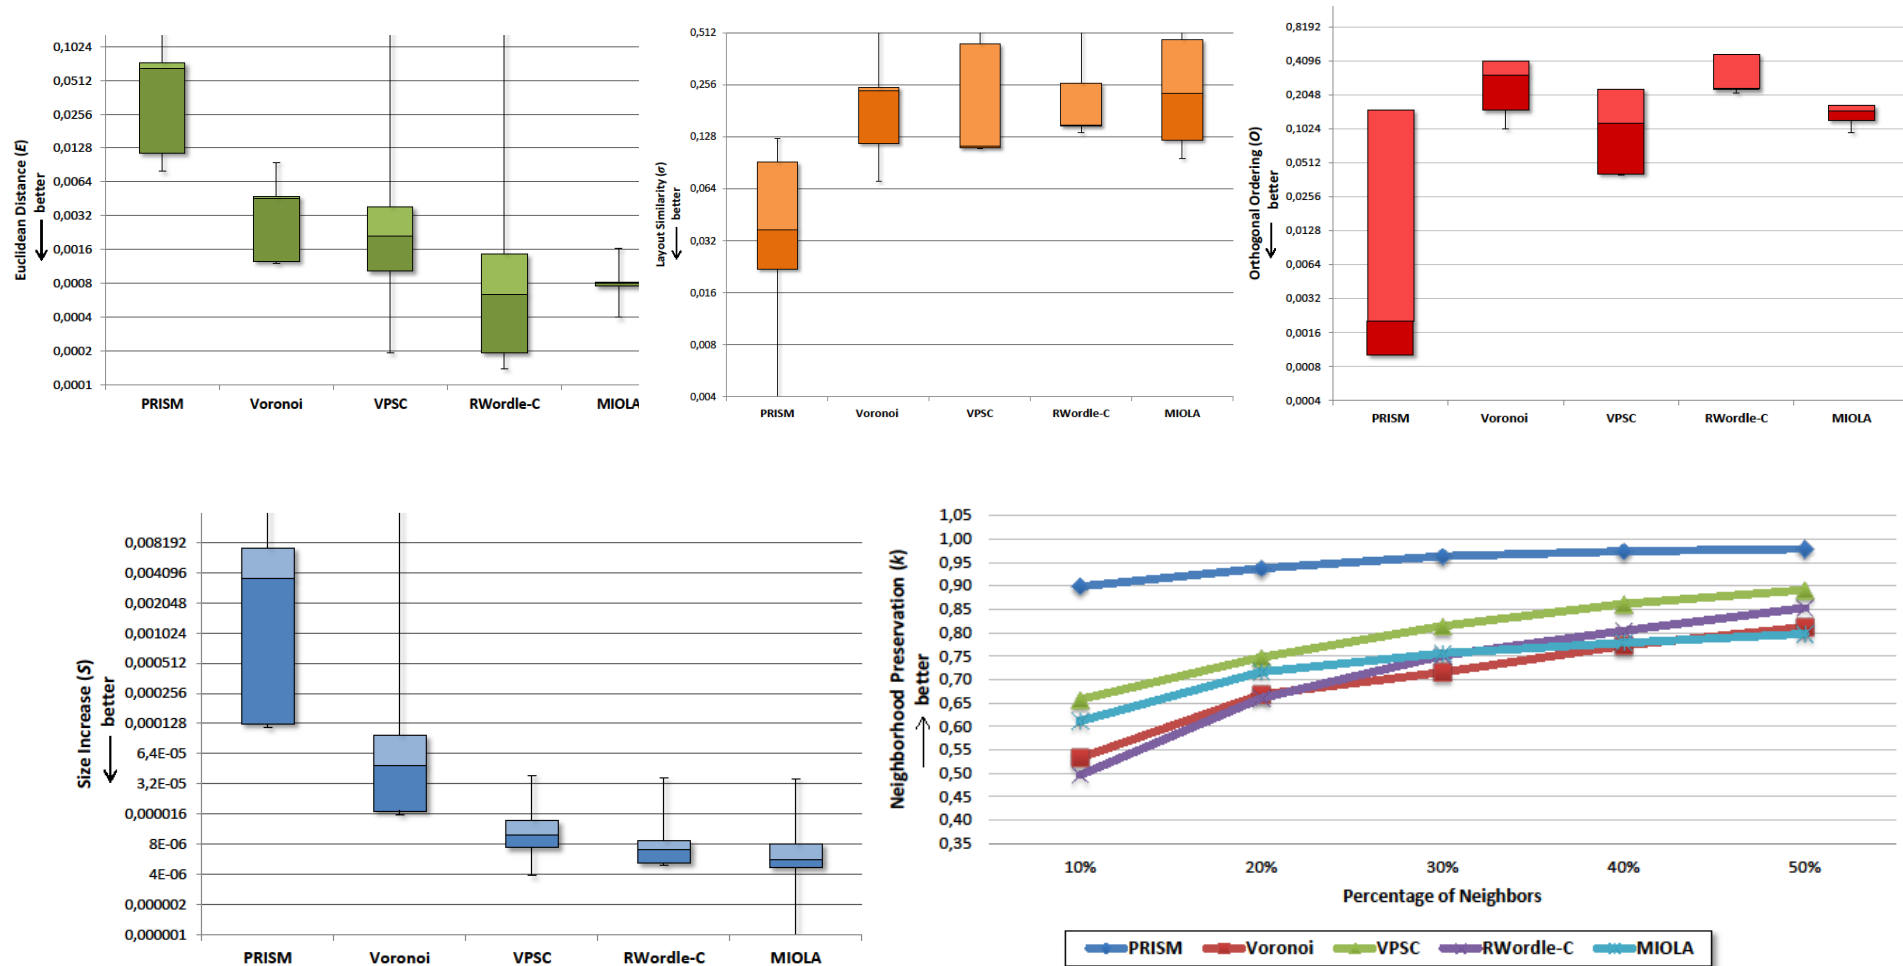 Euclidean Distance (E)
better
0,1024
0,0512
0,0256
0,0128
0,0064
0,0032
0,0016
0,0008
0,0004
0,0002
0,0001
PRISM Voronoi VPSC RWordle-C MIOLA
Layout Similarity (σ)
better
0,512
0,256
0,128
0,064
0,032
0,016
0,008
0,004
PRISM Voronoi VPSC RWordle-C MIOLA
Orthogonal Ordering (O)
better
0,8192
0,4096
0,2048
0,1024
0,0512
0,0256
0,0128
0,0064
0,0032
0,0016
0,0008
0,0004
PRISM Voronoi VPSC RWordle-C MIOLA
Size Increase (S)
better
0,008192
0,004096
0,002048
0,001024
0,000512
0,000256
0,000128
6,4E-05
3,2E-05
0,000016
8E-06
4E-06
0,000002
0,000001
PRISM Voronoi VPSC RWordle-C MIOLA
Neighborhood Preservation (k)
better
1,05
1,00
0,95
0,90
0,85
0,80
0,75
0,70
0,65
0,60
0,55
0,50
0,45
0,40
0,35
10% 20% 30% 40% 50%
Percentage of Neighbors
PRISM Voronoi VPSC RWordle-C MIOLA